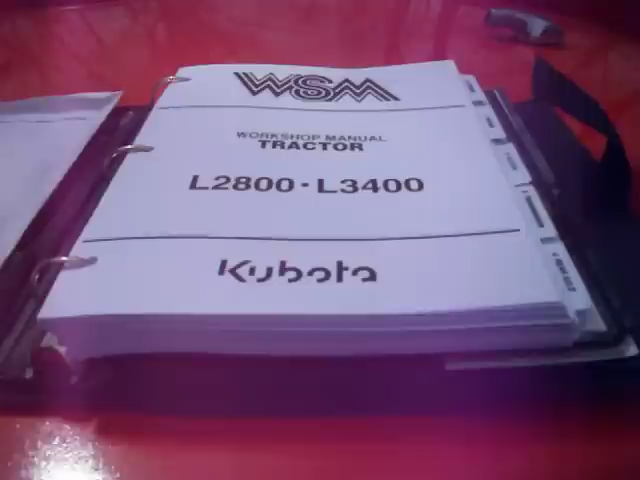 WSM
WORKSHOP MANUAL
TRACTOR
L2800·L3400
Kubota